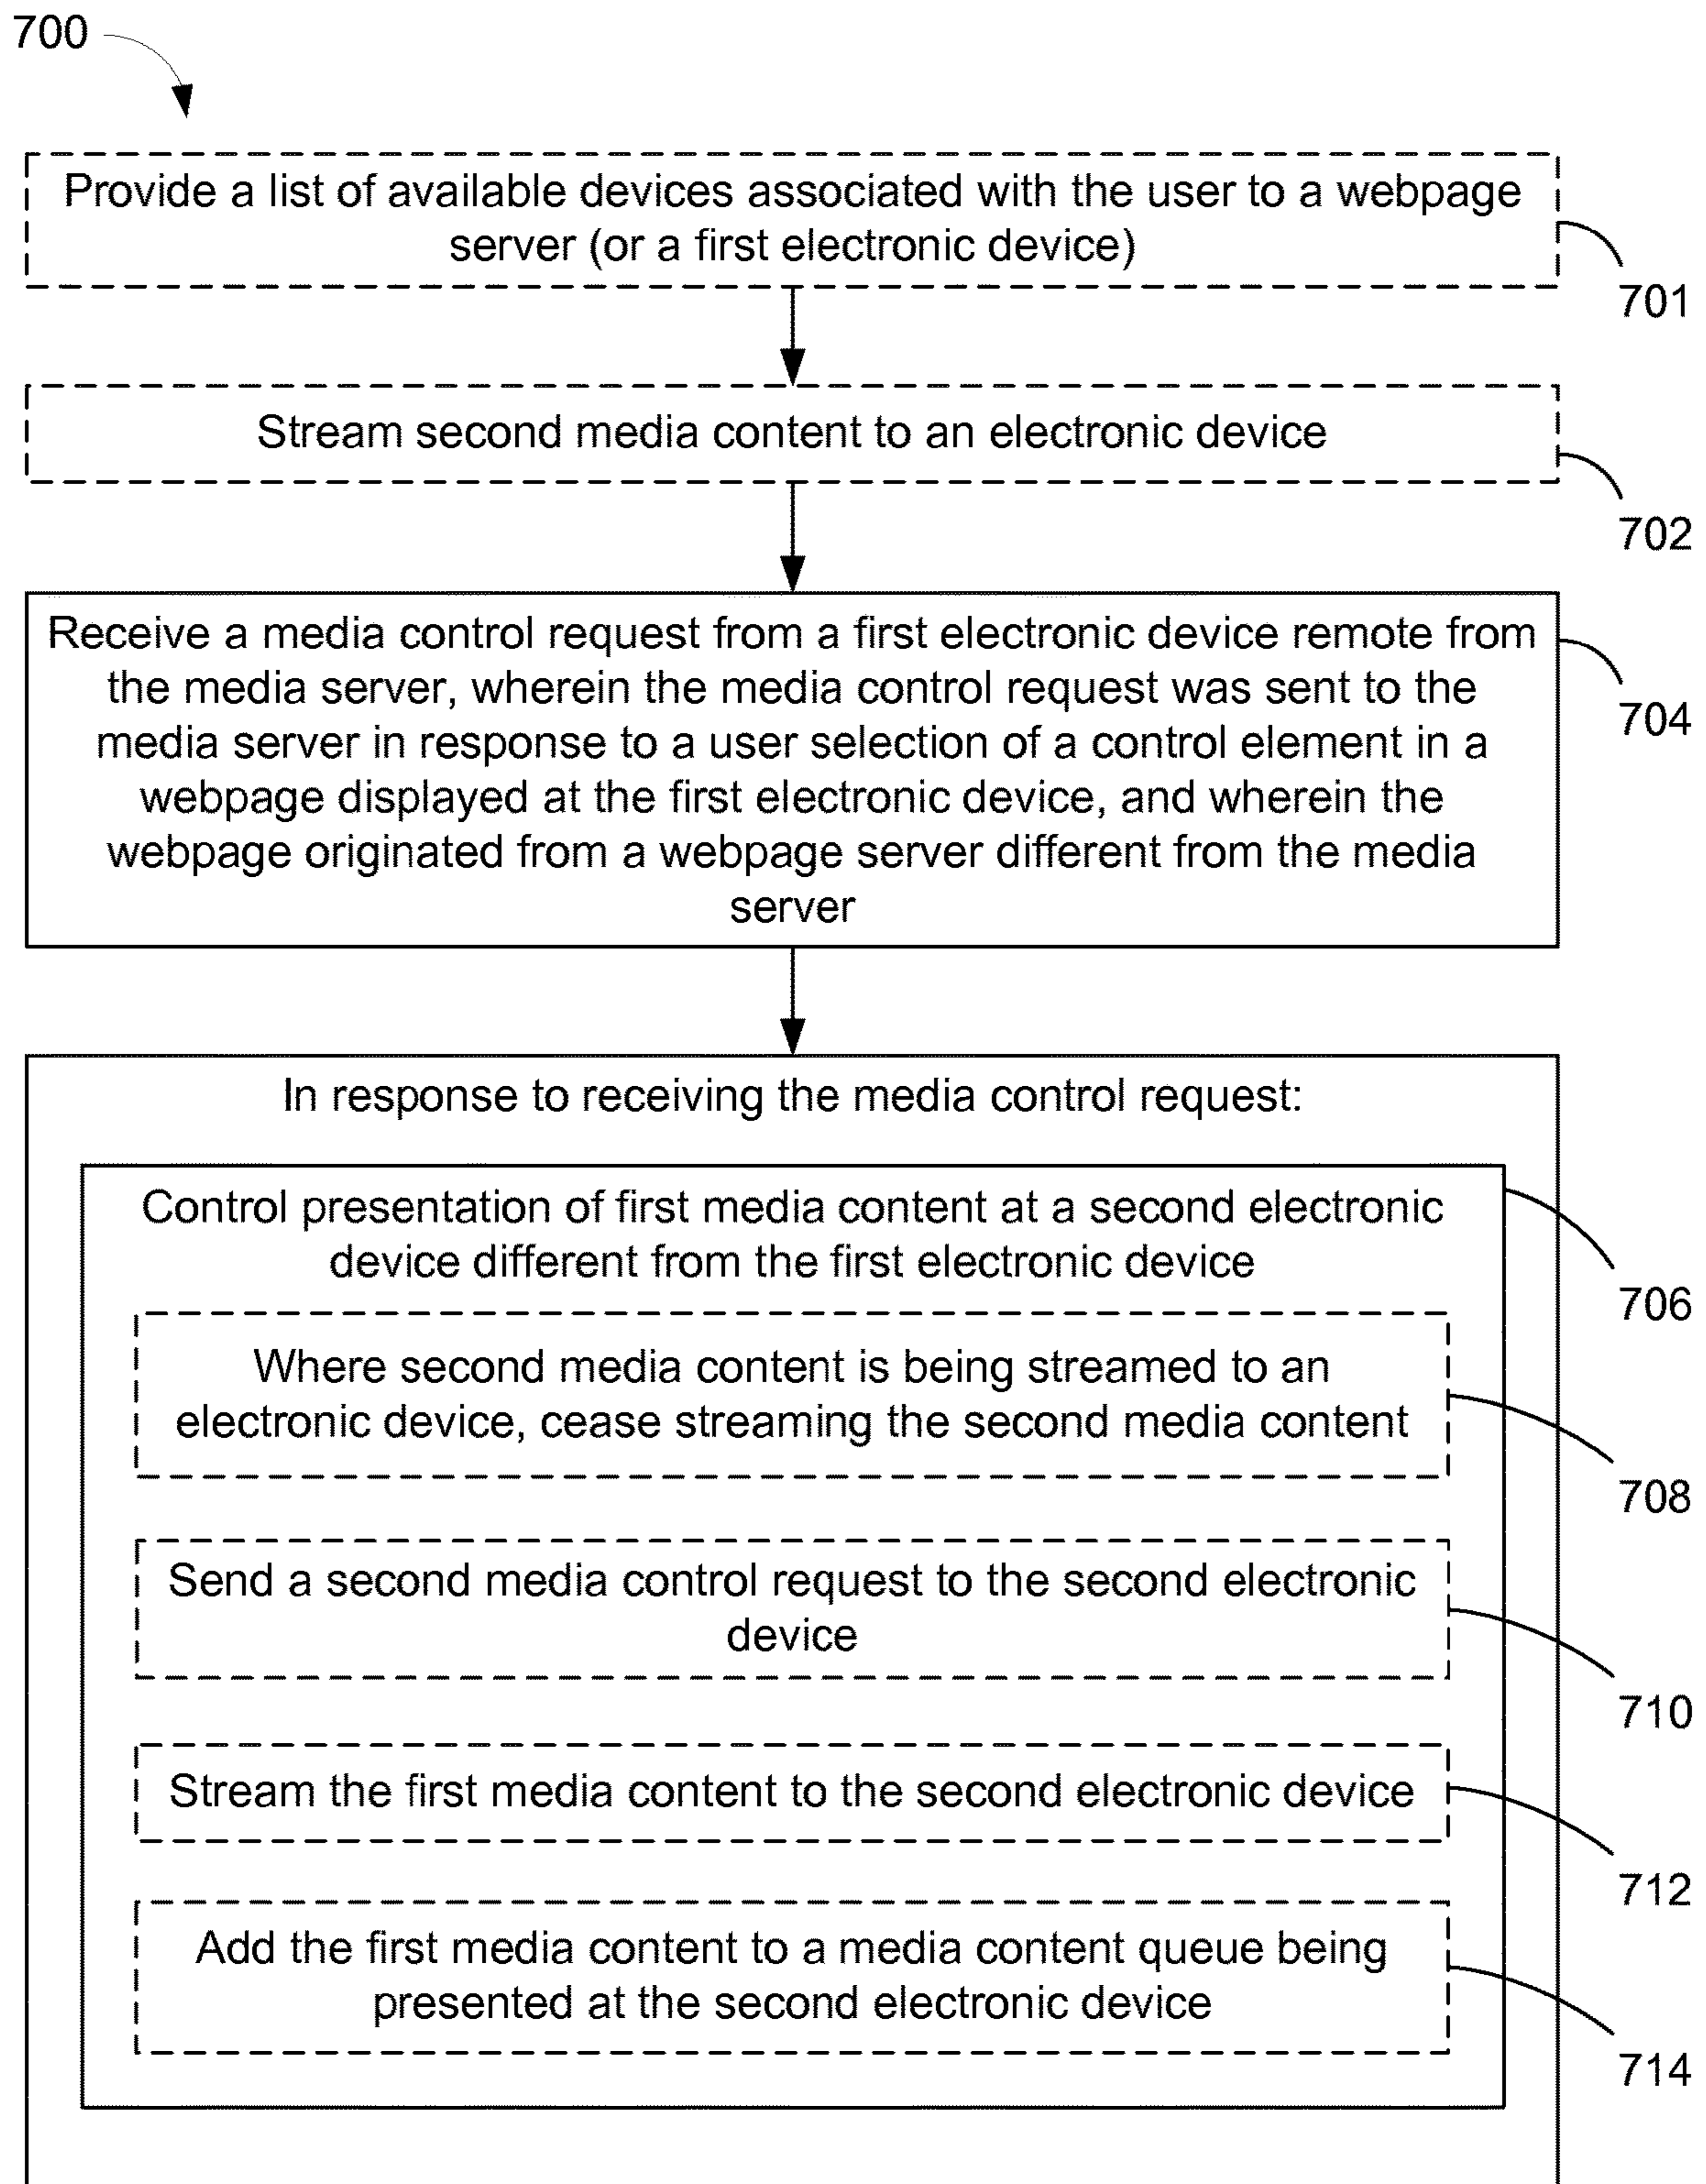 700
Provide a list of available devices associated with the user to a webpage
server (or a first electronic device)
701
Stream second media content to an electronic device
702
Receive a media control request from a first electronic device remote from
the media server, wherein the media control request was sent to the
media server in response to a user selection of a control element in a
webpage displayed at the first electronic device, and wherein the
webpage originated from a webpage server different from the media
server
704
In response to receiving the media control request:
Control presentation of first media content at a second electronic
device different from the first electronic device
706
Where second media content is being streamed to an
electronic device, cease streaming the second media content
708
Send a second media control request to the second electronic
device
710
Stream the first media content to the second electronic device
712
Add the first media content to a media content queue being
presented at the second electronic device
714